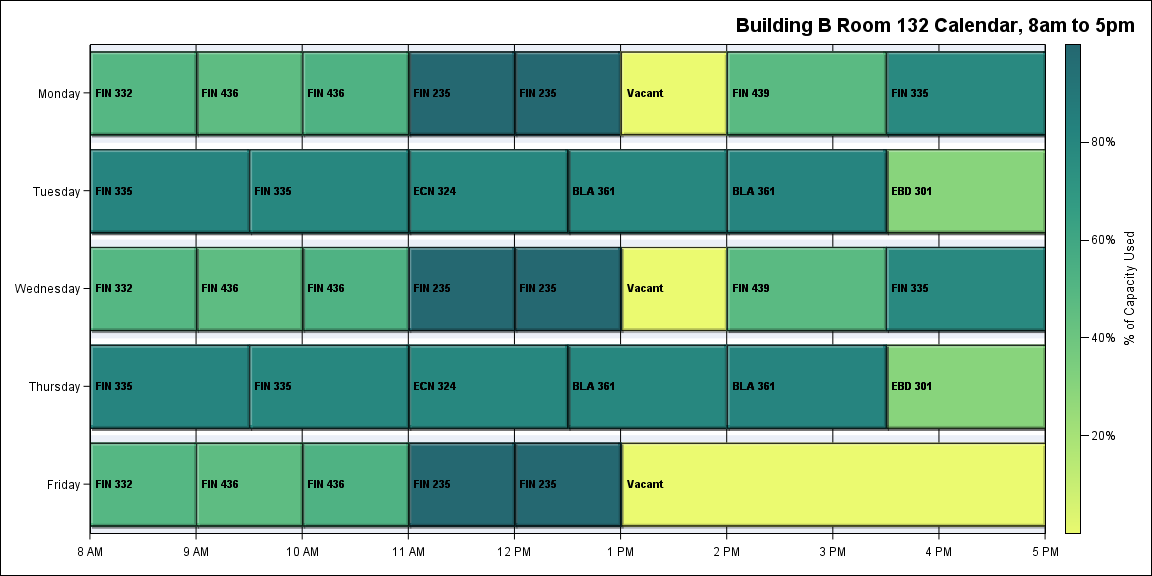 Building B Room 132 Calendar, 8am to 5pm
Monday
FIN 332
FIN 436
FIN 436
FIN 235
FIN 235
Vacant
FIN 439
FIN 335
Tuesday
FIN 335
FIN 335
ECN 324
BLA 361
BLA 361
EBD 301
Wednesday
FIN 332
FIN 436
FIN 436
FIN 235
FIN 235
Vacant
FIN 439
FIN 335
Thursday
FIN 335
FIN 335
ECN 324
BLA 361
BLA 361
EBD 301
Friday
FIN 332
FIN 436
FIN 436
FIN 235
FIN 235
Vacant
8 AM
9 AM
10 AM
11 AM
12 PM
1 PM
2 PM
3 PM
4 PM
5 PM
80%
60%
40%
20%
% of Capacity Used